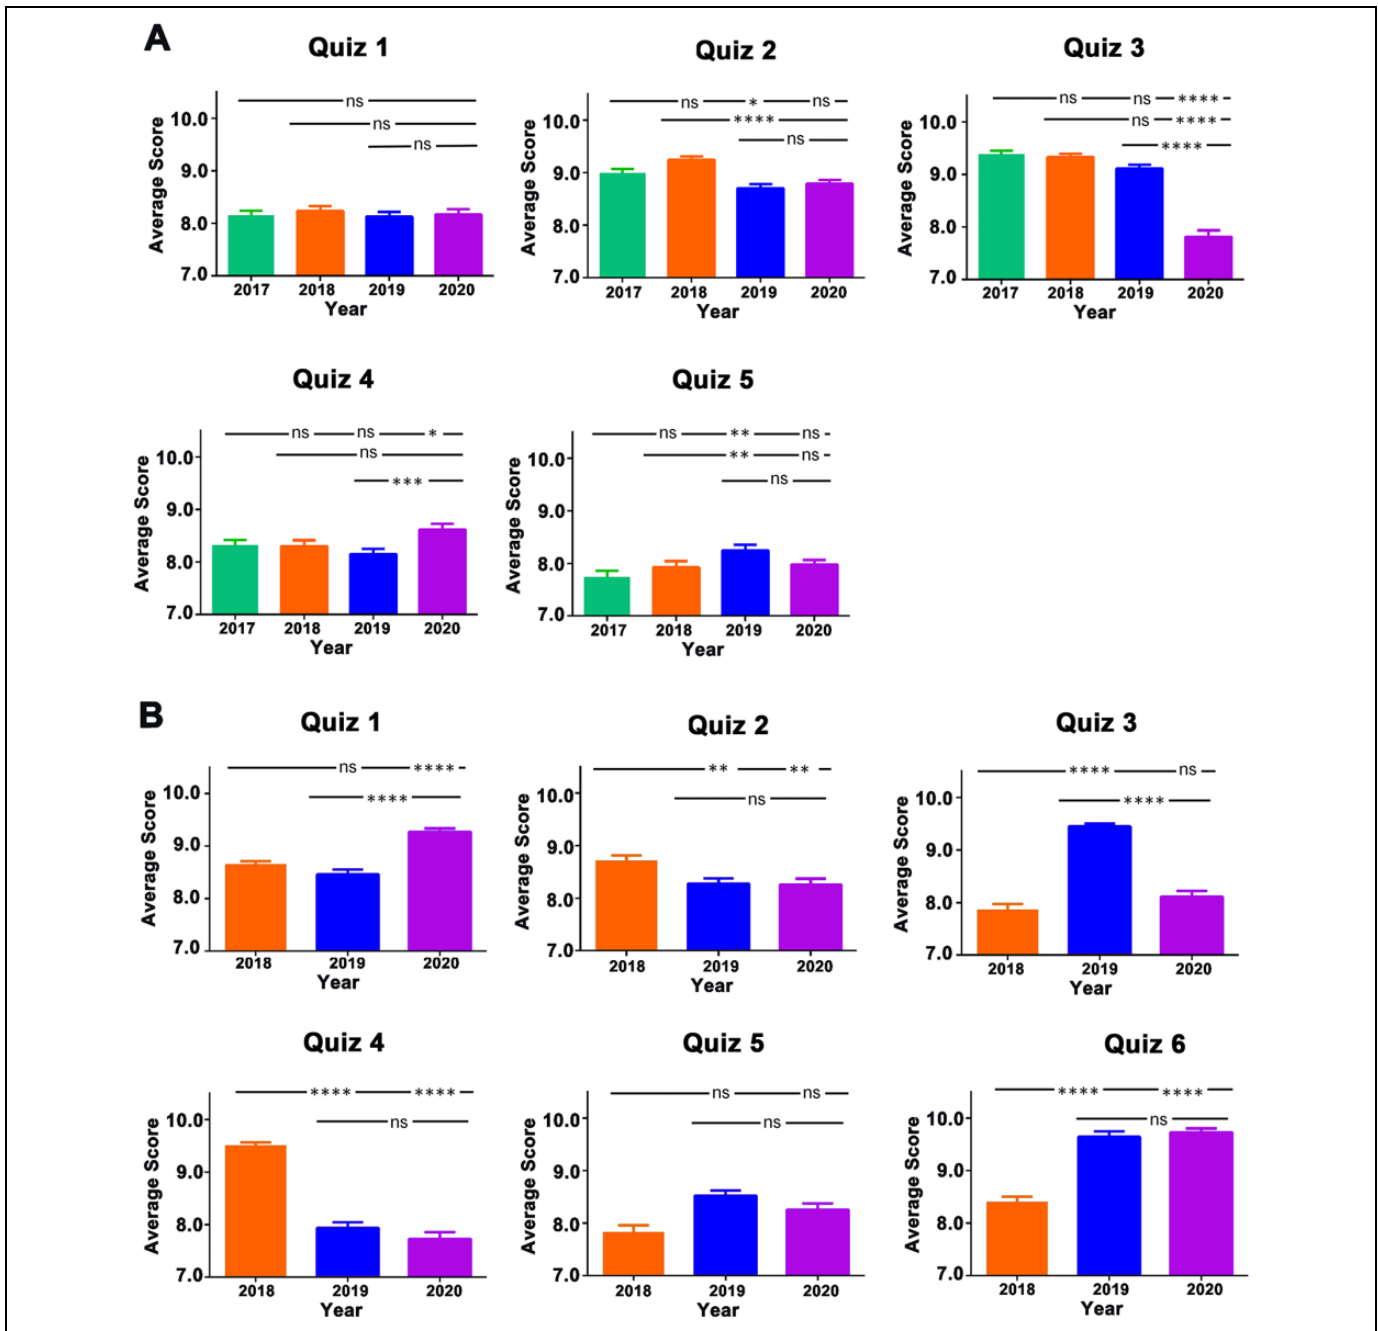 A
Quiz 1
ns
ns
ns
10.0
9.0
8.0
7.0
Average Score
2017 2018 2019 2020
Year
Quiz 2
ns * ns
****
ns
10.0
9.0
8.0
7.0
Average Score
2017 2018 2019 2020
Year
Quiz 3
ns ns ****
ns ****
****
10.0
9.0
8.0
7.0
Average Score
2017 2018 2019 2020
Year
Quiz 4
ns ns *
ns
***
10.0
9.0
8.0
7.0
Average Score
2017 2018 2019 2020
Year
Quiz 5
ns ** ns
** ns
ns
10.0
9.0
8.0
7.0
Average Score
2017 2018 2019 2020
Year
B
Quiz 1
ns ****
****
10.0
9.0
8.0
7.0
Average Score
2018 2019 2020
Year
Quiz 2
** **
ns
10.0
9.0
8.0
7.0
Average Score
2018 2019 2020
Year
Quiz 3
**** ns
****
10.0
9.0
8.0
7.0
Average Score
2018 2019 2020
Year
Quiz 4
**** ****
ns
10.0
9.0
8.0
7.0
Average Score
2018 2019 2020
Year
Quiz 5
ns ns
ns
10.0
9.0
8.0
7.0
Average Score
2018 2019 2020
Year
Quiz 6
**** ****
ns
10.0
9.0
8.0
7.0
Average Score
2018 2019 2020
Year